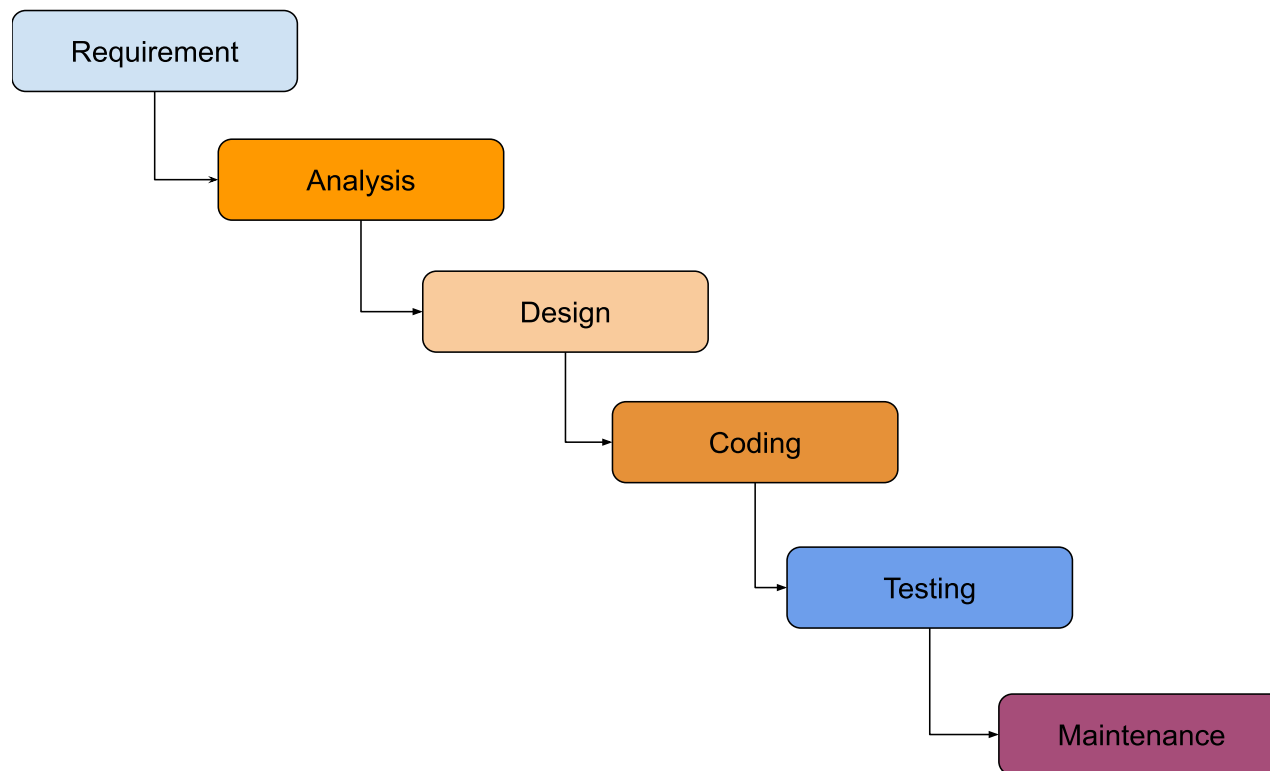 Requirement
Analysis
Design
Coding
Testing
Maintenance